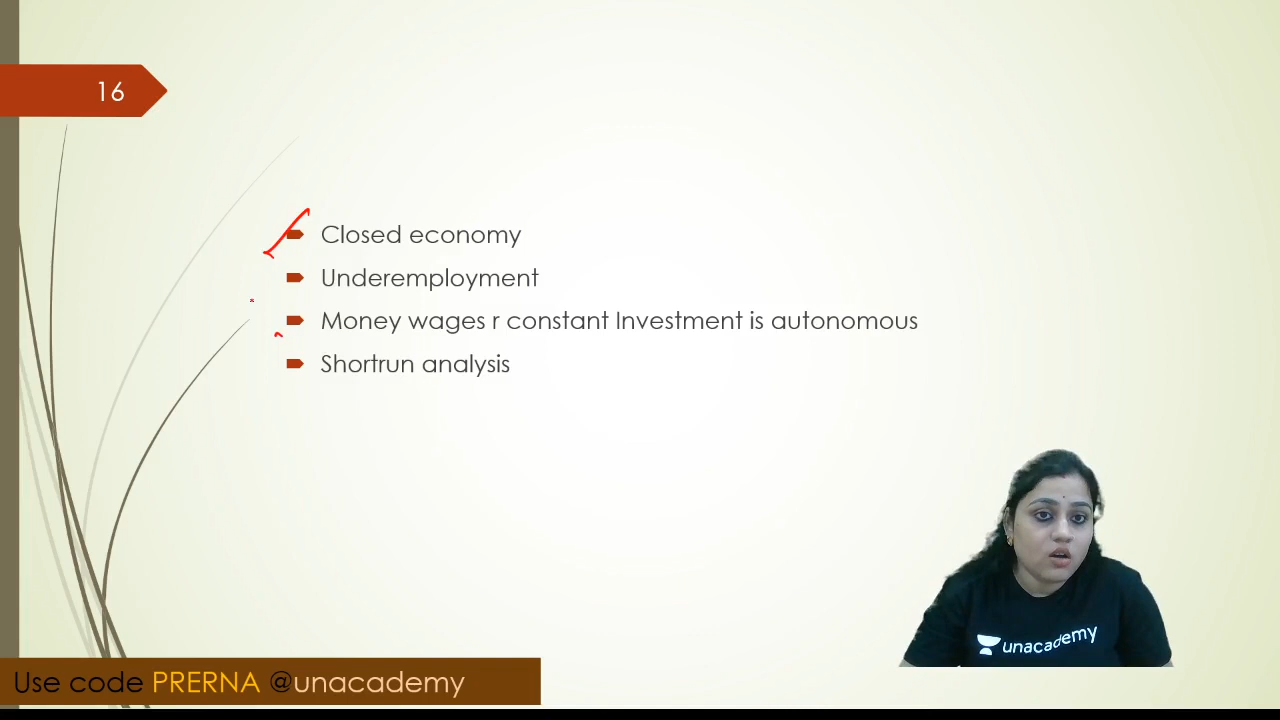 16
Closed economy
Underemployment
Money wages r constant Investment is autonomous
Shortrun analysis
unacademy
Use code PRERNA @unacademy